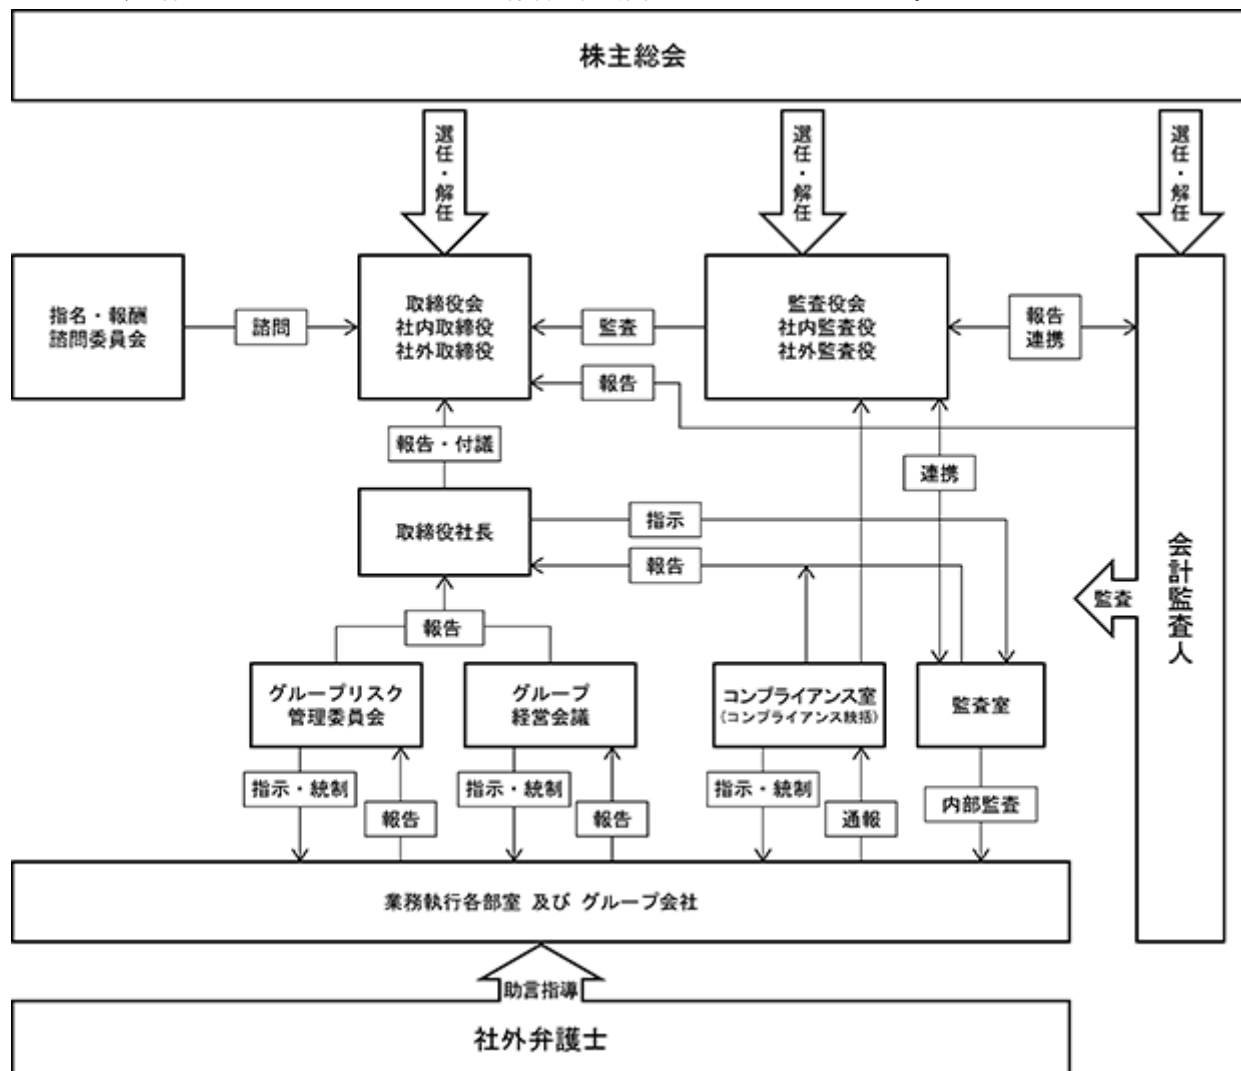 株主総会
選任・解任
選任・解任
選任・解任
指名・報酬
諮問委員会
諮問
取締役会
社内取締役
社外取締役
監査
監査役会
社内監査役
社外監査役
報告
連携
報告
報告・付議
連携
取締役社長
指示
報告
会計監査人
監査
報告
グループリスク
管理委員会
グループ
経営会議
コンプライアンス室
(コンプライアンス統括)
監査室
指示・統制
報告
指示・統制
報告
指示・統制
通報
内部監査
業務執行各部室 及び グループ会社
助言指導
社外弁護士